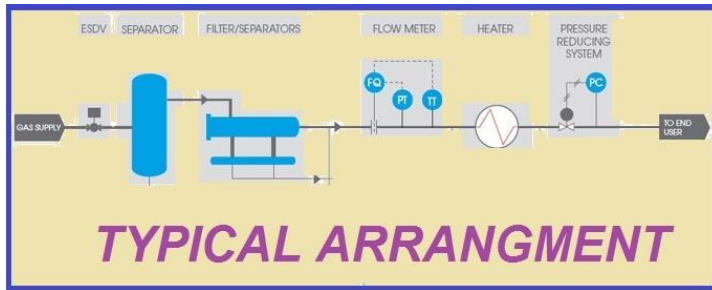 ESDV
SEPARATOR
FILTER/SEPARATORS
FLOW METER
HEATER
PRESSURE
REDUCING
SYSTEM
FQ
PT
TT
PC
GAS SUPPLY
TO END
USER
TYPICAL ARRANGMENT